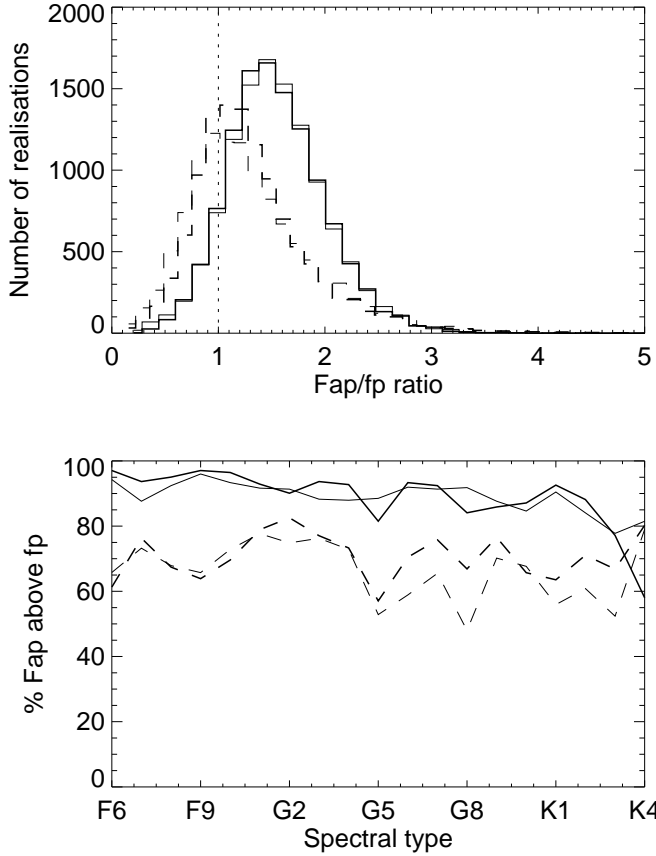 2000
1500
1000
500
0
Number of realisations
0 1 2 3 4 5
Fap/fp ratio
100
80
60
40
20
0
% Fap above fp
F6 F9 G2 G5 G8 K1 K4
Spectral type